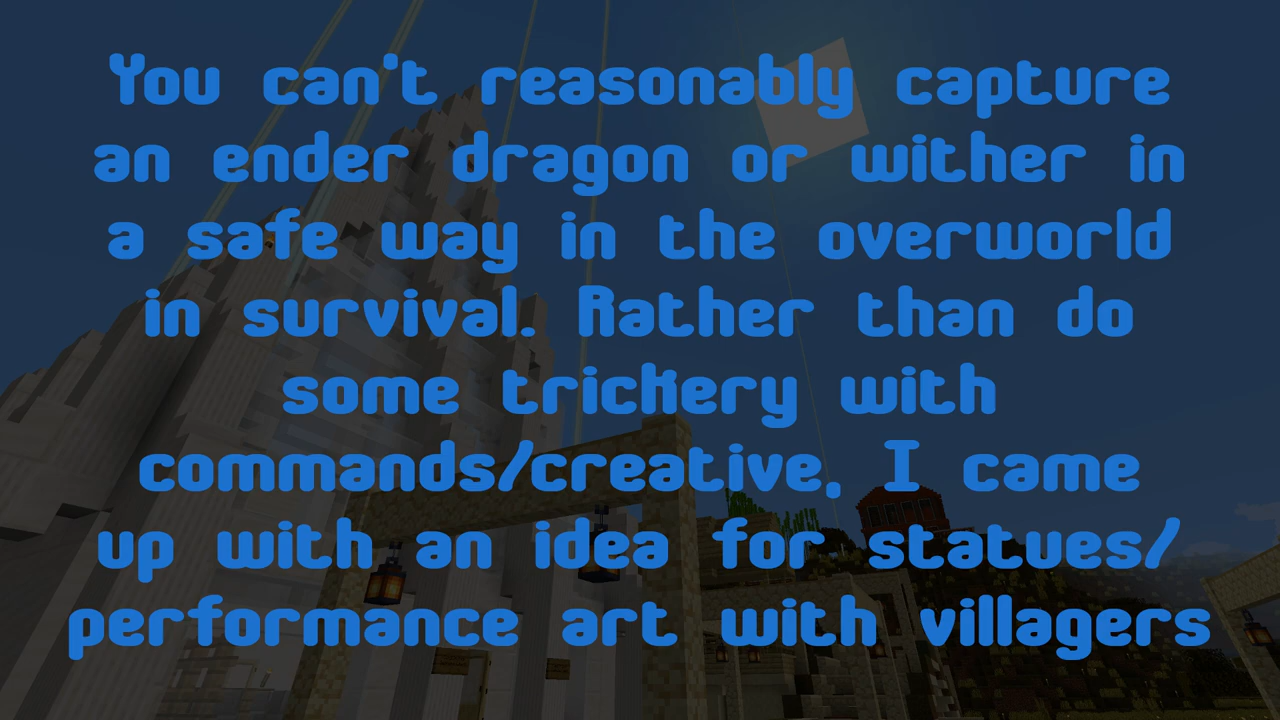 You can't reasonably capture
an ender dragon or wither in
a safe way in the overworld
in survival. Rather than do
some trickery with
commands/creative, I came
up with an idea for statues/
performance art with villagers